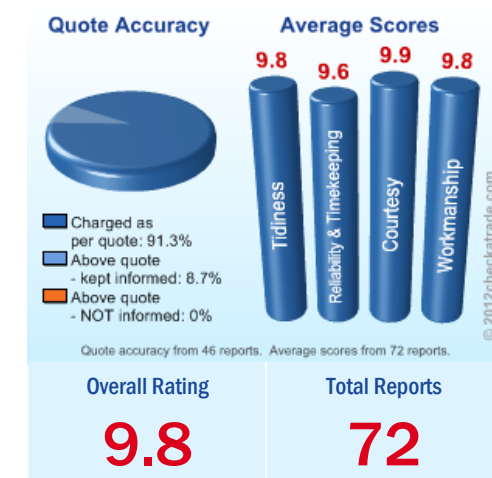 Quote Accuracy
Charged as
per quote: 91.3%
Above quote
- kept informed: 8.7%
Above quote
- NOT informed: 0%
Average Scores
9.8
9.6
9.9
9.8
Tidiness
Reliability & Timekeeping
Courtesy
Workmanship
© 2012checkatrade.com
Quote accuracy from 46 reports. Average scores from 72 reports.
Overall Rating
9.8
Total Reports
72